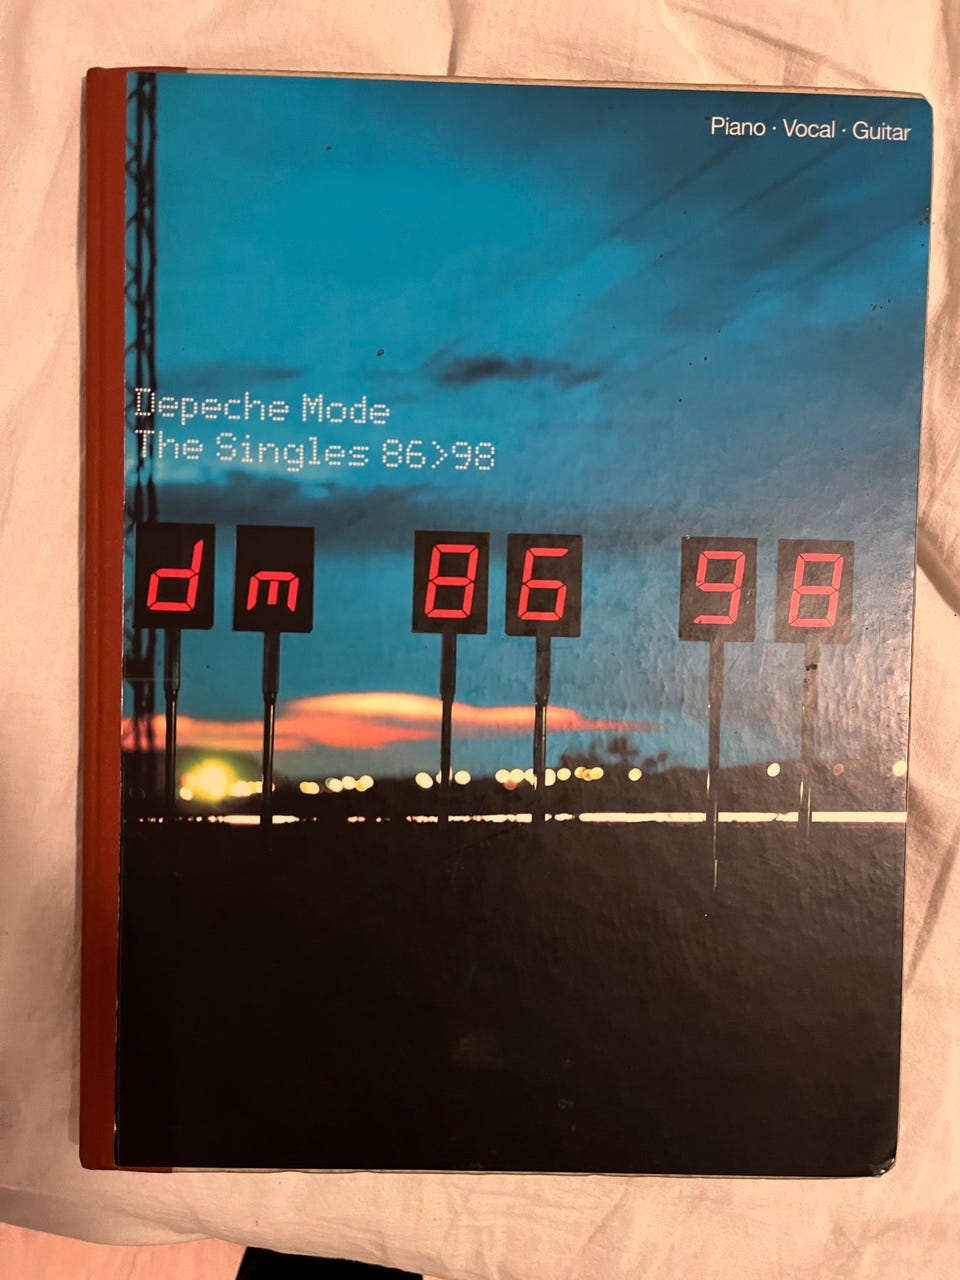 Piano · Vocal · Guitar
Depeche Mode
The Singles 86>98
dm 86 98